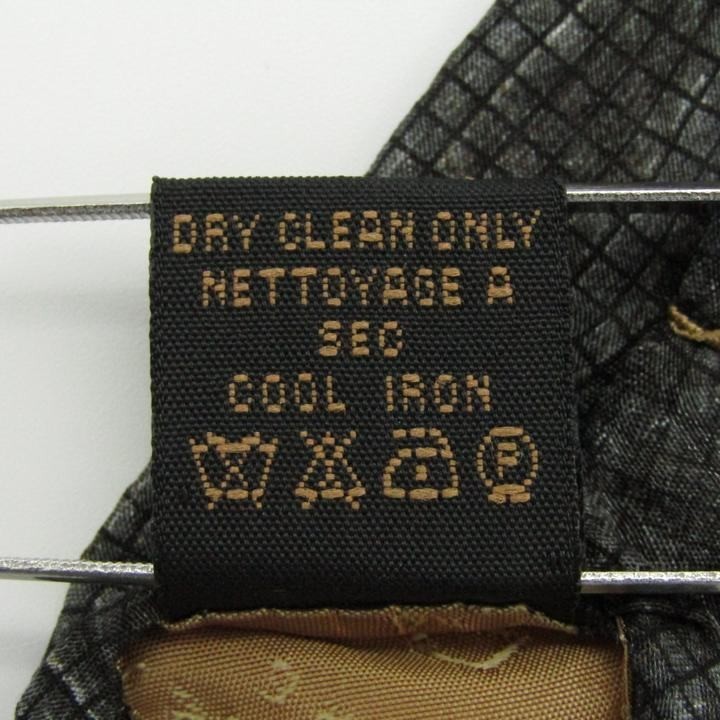 DRY CLEAN ONLY
NETTOYAGE A
SEC
COOL IRON
P